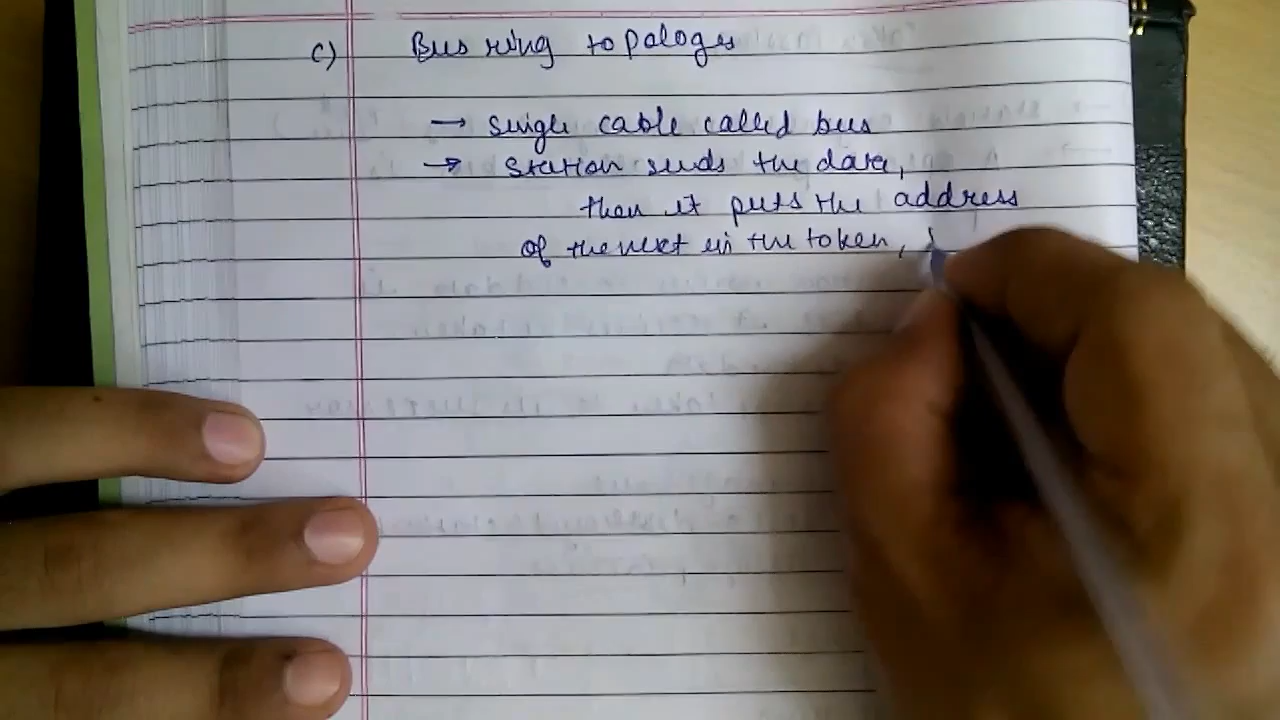 c) Bus ring topology
→ single cable called bus
→ Station sends the data,
then it puts the address
of the next in the token,